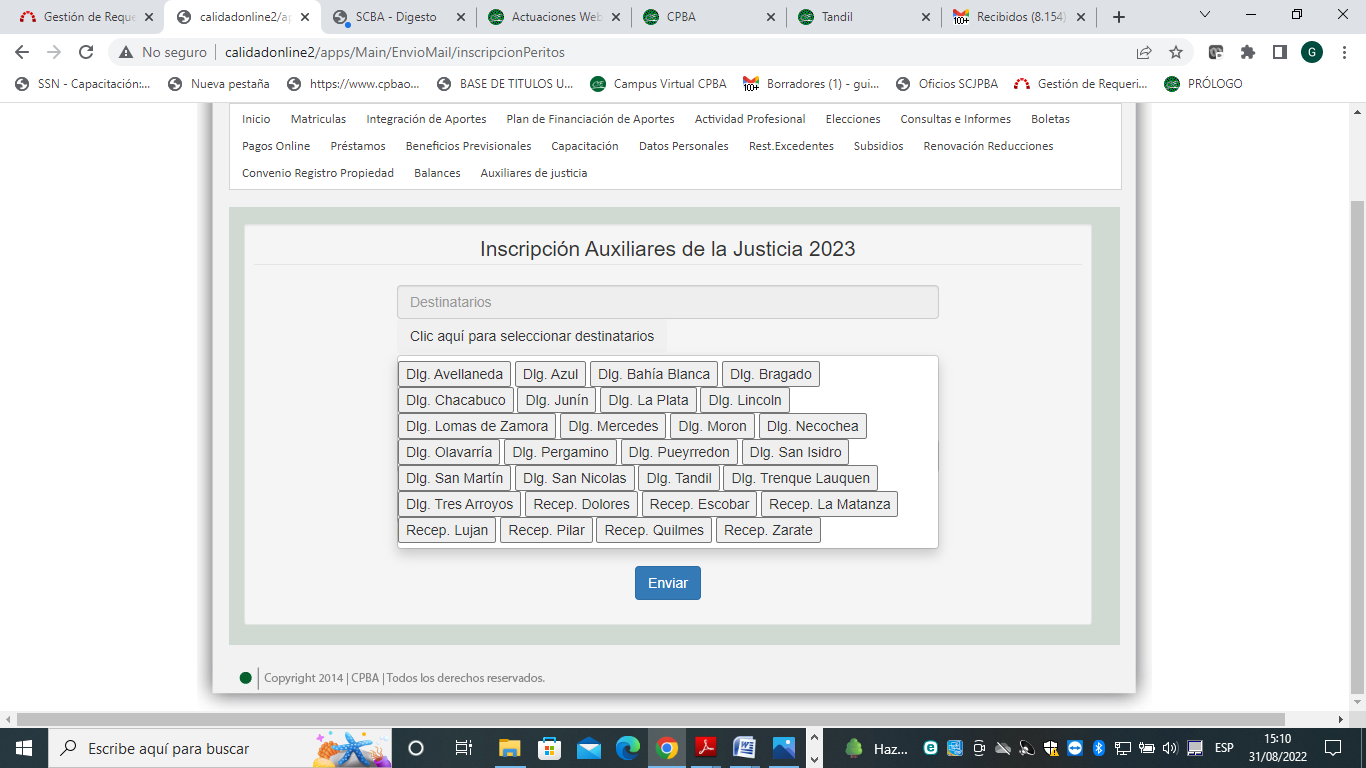 Gestión de Reque
calidadonline2/a
SCBA - Digesto
Actuaciones Web
CPBA
Tandil
Recibidos (8.154)
No seguro
calidadonline2/apps/Main/EnvioMail/inscripcionPeritos
G
SSN - Capacitación:...
Nueva pestaña
https://www.cpbao...
BASE DE TITULOS U...
Campus Virtual CPBA
100+
Borradores (1) - gui...
Oficios SCJPBA
Gestión de Requeri...
PRÓLOGO
Inicio Matriculas Integración de Aportes Plan de Financiación de Aportes Actividad Profesional Elecciones Consultas e Informes Boletas
Pagos Online Préstamos Beneficios Previsionales Capacitación Datos Personales Rest.Excedentes Subsidios Renovación Reducciones
Convenio Registro Propiedad Balances Auxiliares de justicia
Inscripción Auxiliares de la Justicia 2023
Destinatarios
Clic aquí para seleccionar destinatarios
Dlg. Avellaneda Dlg. Azul Dlg. Bahía Blanca Dlg. Bragado
Dlg. Chacabuco Dlg. Junín Dlg. La Plata Dlg. Lincoln
Dlg. Lomas de Zamora Dlg. Mercedes Dlg. Moron Dlg. Necochea
Dlg. Olavarría Dlg. Pergamino Dlg. Pueyrredon Dlg. San Isidro
Dlg. San Martín Dlg. San Nicolas Dlg. Tandil Dlg. Trenque Lauquen
Dlg. Tres Arroyos Recep. Dolores Recep. Escobar Recep. La Matanza
Recep. Lujan Recep. Pilar Recep. Quilmes Recep. Zarate
Enviar
Copyright 2014 | CPBA | Todos los derechos reservados.
Escribe aquí para buscar
Haz...
ESP
15:10
31/08/2022